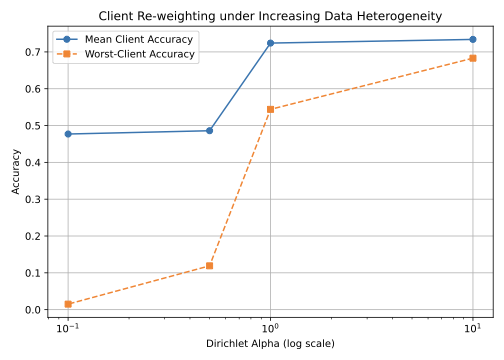 Client Re-weighting under Increasing Data Heterogeneity
Mean Client Accuracy
Worst-Client Accuracy
Accuracy
0.7
0.6
0.5
0.4
0.3
0.2
0.1
0.0
10⁻¹ 10⁰ 10¹
Dirichlet Alpha (log scale)